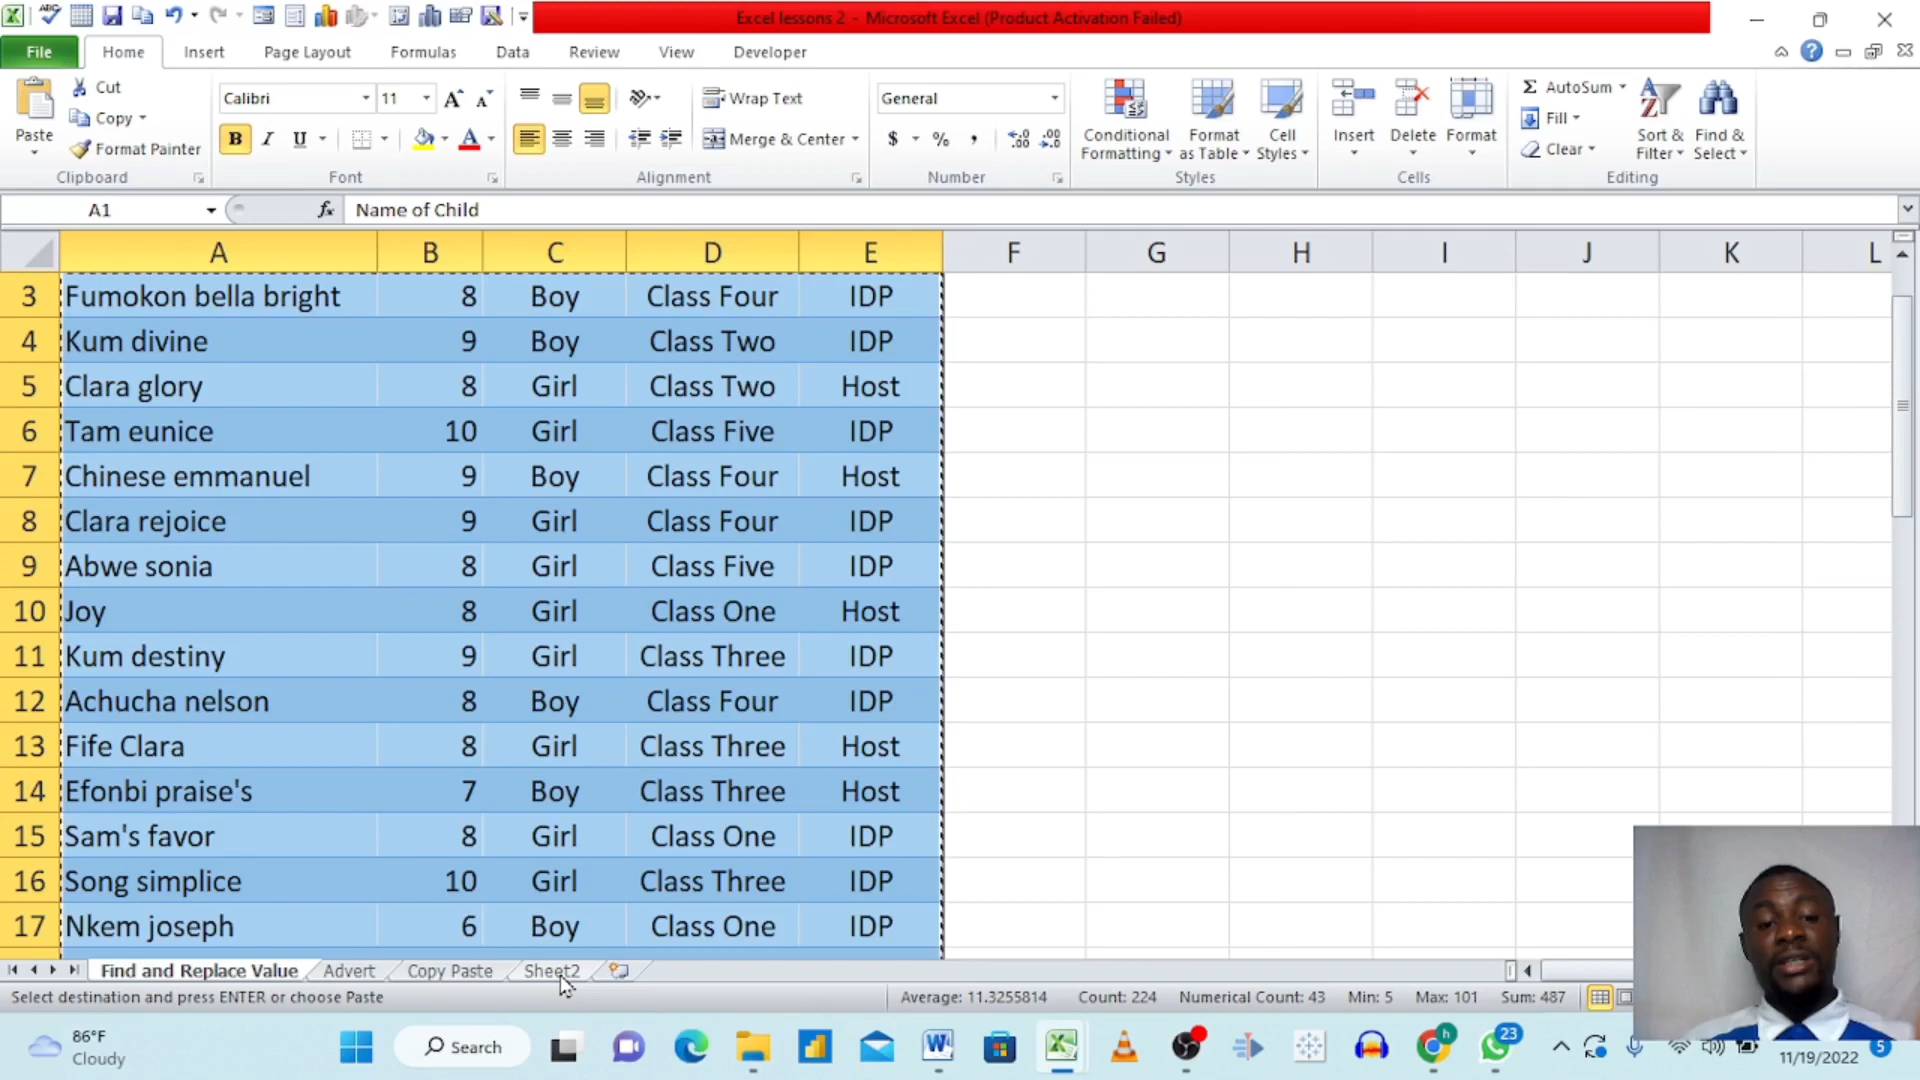 Excel lessons 2 - Microsoft Excel (Product Activation Failed)
File Home Insert Page Layout Formulas Data Review View Developer
Paste
Cut
Copy
Format Painter
Clipboard
Calibri 11
B I U
Font
Wrap Text
Merge & Center
Alignment
General
$ % ,
Number
Conditional Formatting
Format as Table
Cell Styles
Styles
Insert Delete Format
Cells
AutoSum
Fill
Clear
Sort & Filter
Find & Select
Editing
A1 fx Name of Child
A B C D E F G H I J K L
3 Fumokon bella bright 8 Boy Class Four IDP
4 Kum divine 9 Boy Class Two IDP
5 Clara glory 8 Girl Class Two Host
6 Tam eunice 10 Girl Class Five IDP
7 Chinese emmanuel 9 Boy Class Four Host
8 Clara rejoice 9 Girl Class Four IDP
9 Abwe sonia 8 Girl Class Five IDP
10 Joy 8 Girl Class One Host
11 Kum destiny 9 Girl Class Three IDP
12 Achucha nelson 8 Boy Class Four IDP
13 Fife Clara 8 Girl Class Three Host
14 Efonbi praise's 7 Boy Class Three Host
15 Sam's favor 8 Girl Class One IDP
16 Song simplice 10 Girl Class Three IDP
17 Nkem joseph 6 Boy Class One IDP
Find and Replace Value Advert Copy Paste Sheet2
Select destination and press ENTER or choose Paste Average: 11.3255814 Count: 224 Numerical Count: 43 Min: 5 Max: 101 Sum: 487
86°F
Cloudy
Search
h
23
11/19/2022
5